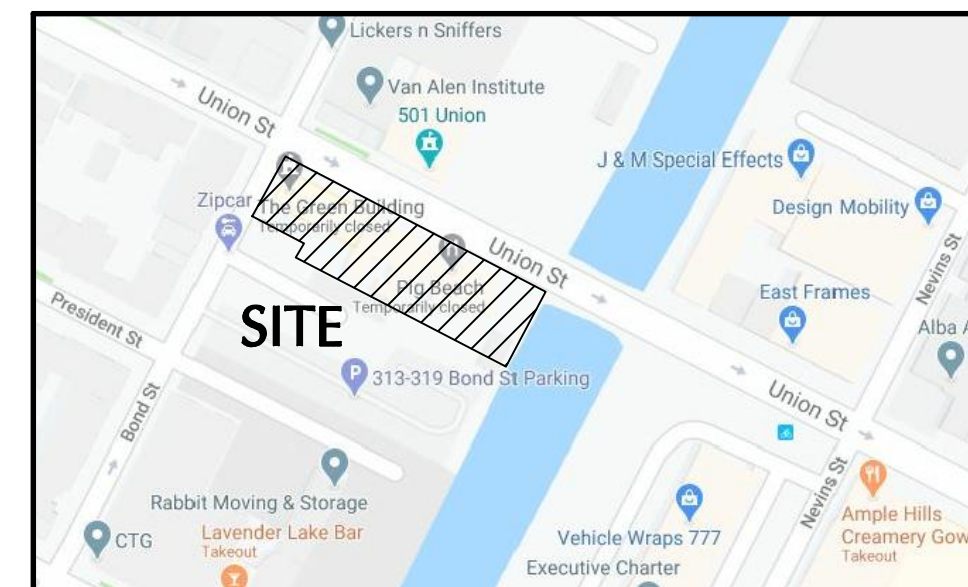 Lickers n Sniffers
Union St
Van Alen Institute
501 Union
J & M Special Effects
Zipcar
The Green Building
Temporarily closed
Design Mobility
Union St
Nevins St
Pig Beach
Temporarily closed
East Frames
President St
SITE
Alba
P
313-319 Bond St Parking
Bond St
Union St
Rabbit Moving & Storage
Nevins St
CTG
Lavender Lake Bar
Takeout
Vehicle Wraps 777
Executive Charter
Ample Hills
Creamery Gow
Takeout